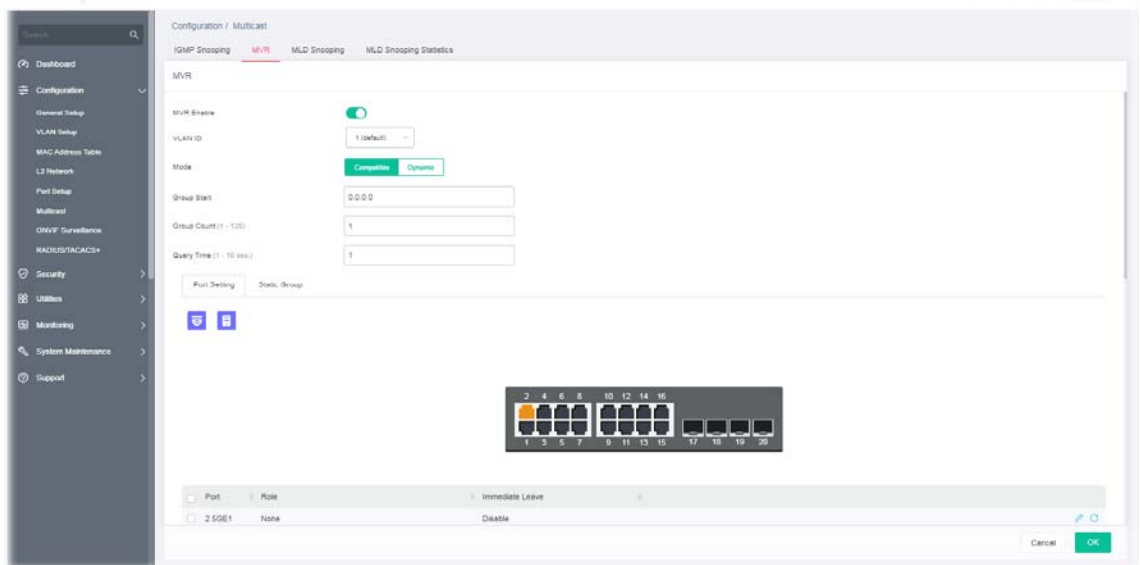 Search
Configuration / Multicast
IGMP Snooping MVR MLD Snooping MLD Snooping Statistics
Dashboard
Configuration
General Setup
VLAN Setup
MAC Address Table
L3 Network
Port Setup
Multicast
ONVIF Surveillance
RADIUS/TACACS+
Security
Utilities
Monitoring
System Maintenance
Support
MVR
MVR Enable
VLAN ID 1 (default)
Mode Compatible Dynamic
Group Start 0.0.0.0
Group Count (1 - 128) 1
Query Time (1 - 10 sec.) 1
Port Setting Static Group
2 4 6 8 10 12 14 16
1 3 5 7 9 11 13 15 17 18 19 20
Port Role Immediate Leave
2.5GE1 None Disable
Cancel OK